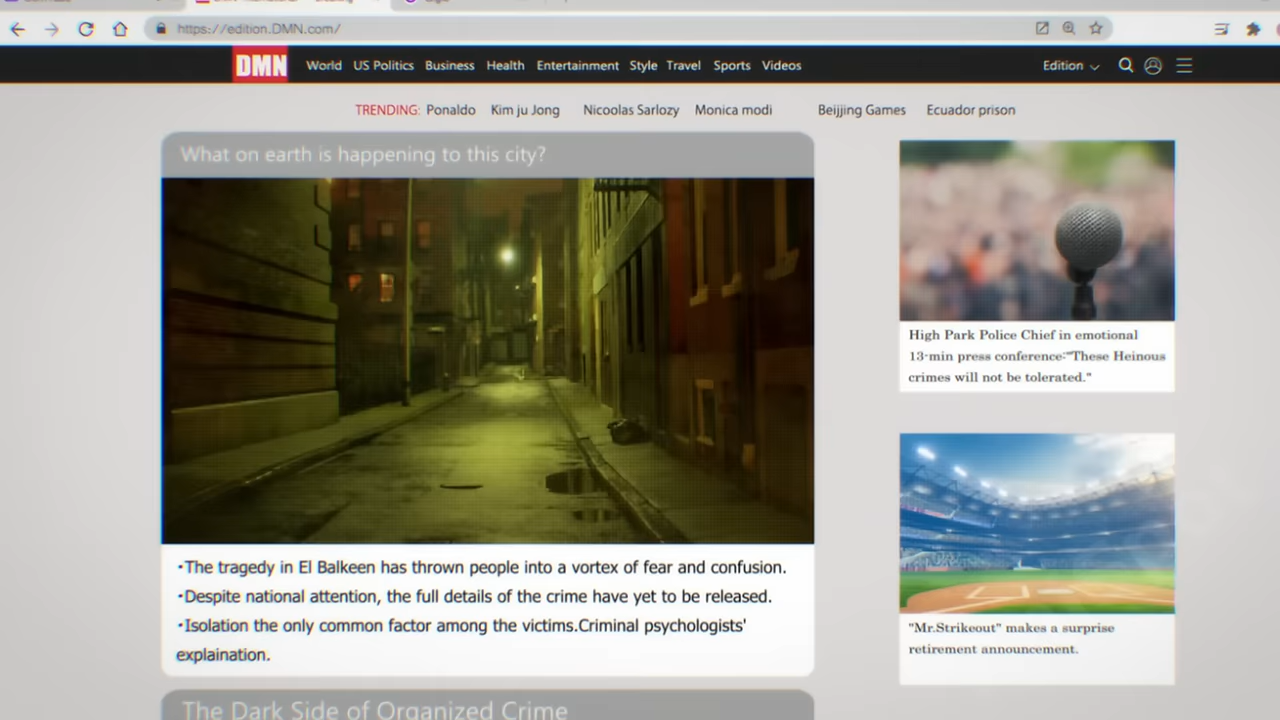 https://edition.DMN.com/
DMN World US Politics Business Health Entertainment Style Travel Sports Videos Edition
TRENDING: Ponaldo Kim ju Jong Nicoolas Sarlozy Monica modi Beijjing Games Ecuador prison
What on earth is happening to this city?
·The tragedy in El Balkeen has thrown people into a vortex of fear and confusion.
·Despite national attention, the full details of the crime have yet to be released.
·Isolation the only common factor among the victims.Criminal psychologists'
explaination.
The Dark Side of Organized Crime
High Park Police Chief in emotional
13-min press conference-"These Heinous
crimes will not be tolerated."
"Mr.Strikeout" makes a surprise
retirement announcement.